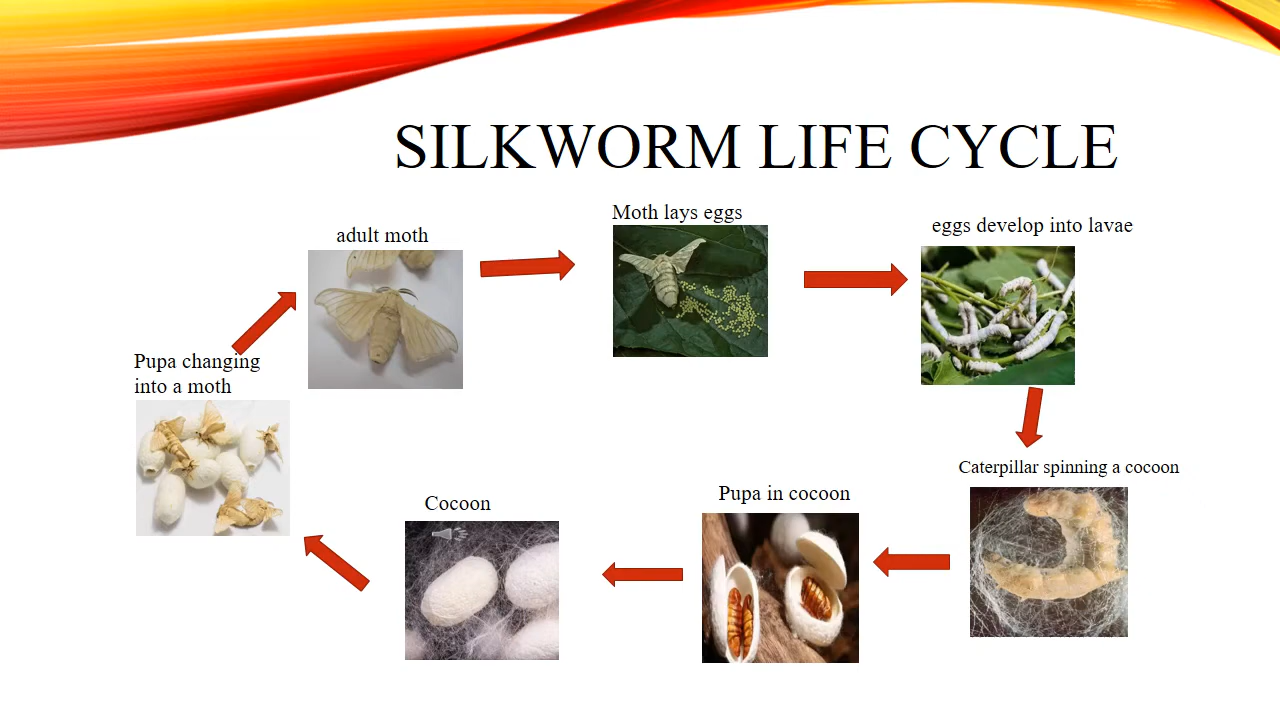 SILKWORM LIFE CYCLE
Moth lays eggs
eggs develop into lavae
adult moth
Pupa changing
into a moth
Caterpillar spinning a cocoon
Pupa in cocoon
Cocoon